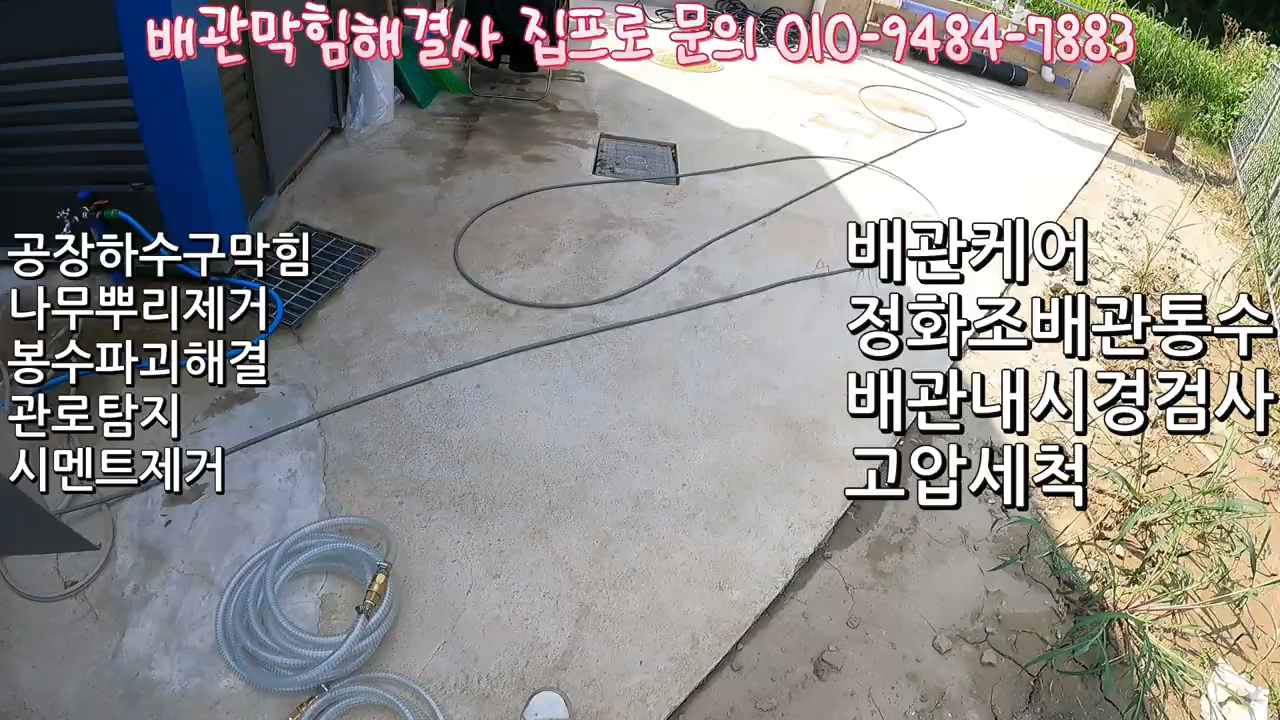 배관막힘해결사 집프로 문의 010-9484-7883
공장하수구막힘
나무뿌리제거
봉수파괴해결
관로탐지
시멘트제거
배관케어
정화조배관통수
배관내시경검사
고압세척